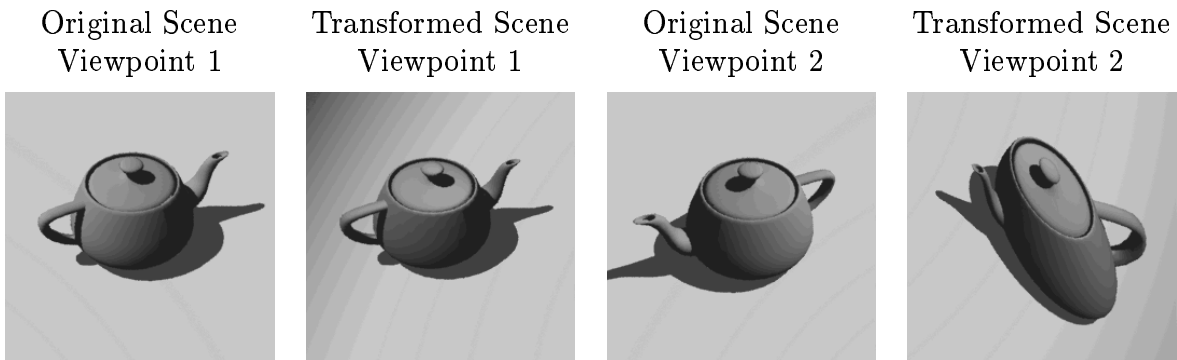 Original Scene
Viewpoint 1
Transformed Scene
Viewpoint 1
Original Scene
Viewpoint 2
Transformed Scene
Viewpoint 2